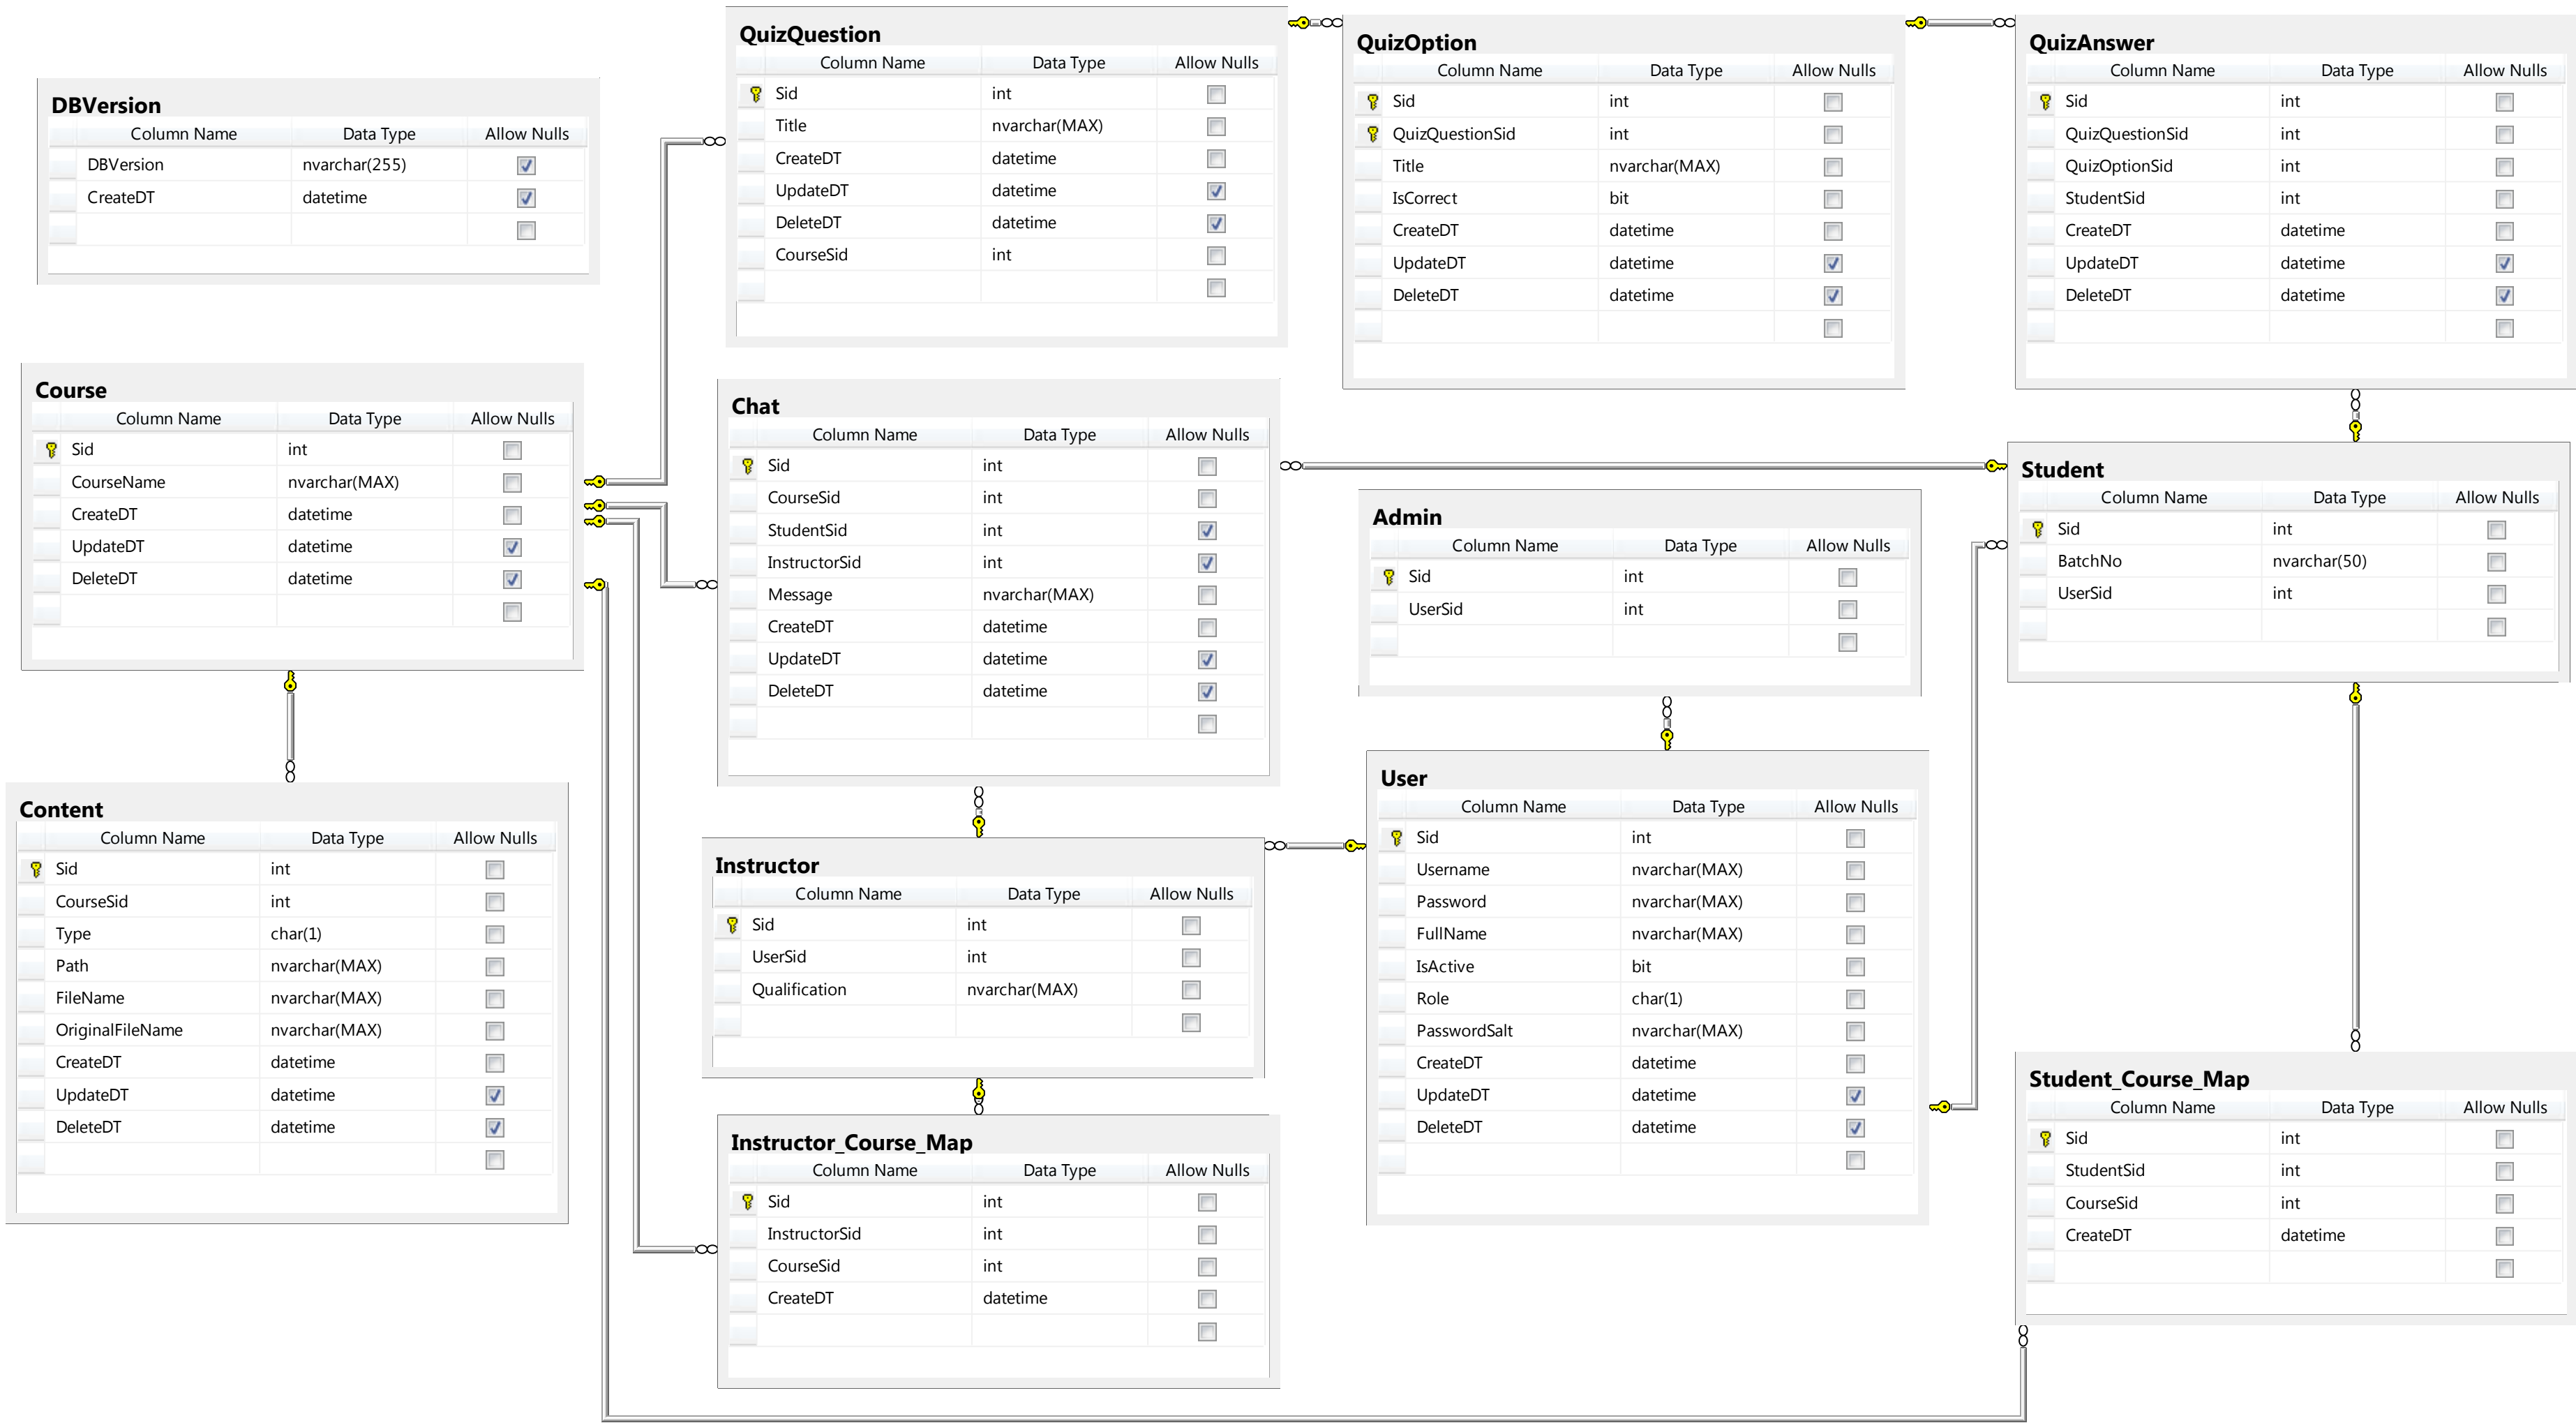 DBVersion
Column Name Data Type Allow Nulls
DBVersion nvarchar(255)
CreateDT datetime
QuizQuestion
Column Name Data Type Allow Nulls
Sid int
Title nvarchar(MAX)
CreateDT datetime
UpdateDT datetime
DeleteDT datetime
CourseSid int
QuizOption
Column Name Data Type Allow Nulls
Sid int
QuizQuestionSid int
Title nvarchar(MAX)
IsCorrect bit
CreateDT datetime
UpdateDT datetime
DeleteDT datetime
QuizAnswer
Column Name Data Type Allow Nulls
Sid int
QuizQuestionSid int
QuizOptionSid int
StudentSid int
CreateDT datetime
UpdateDT datetime
DeleteDT datetime
Course
Column Name Data Type Allow Nulls
Sid int
CourseName nvarchar(MAX)
CreateDT datetime
UpdateDT datetime
DeleteDT datetime
Chat
Column Name Data Type Allow Nulls
Sid int
CourseSid int
StudentSid int
InstructorSid int
Message nvarchar(MAX)
CreateDT datetime
UpdateDT datetime
DeleteDT datetime
Admin
Column Name Data Type Allow Nulls
Sid int
UserSid int
Student
Column Name Data Type Allow Nulls
Sid int
BatchNo nvarchar(50)
UserSid int
Content
Column Name Data Type Allow Nulls
Sid int
CourseSid int
Type char(1)
Path nvarchar(MAX)
FileName nvarchar(MAX)
OriginalFileName nvarchar(MAX)
CreateDT datetime
UpdateDT datetime
DeleteDT datetime
Instructor
Column Name Data Type Allow Nulls
Sid int
UserSid int
Qualification nvarchar(MAX)
User
Column Name Data Type Allow Nulls
Sid int
Username nvarchar(MAX)
Password nvarchar(MAX)
FullName nvarchar(MAX)
IsActive bit
Role char(1)
PasswordSalt nvarchar(MAX)
CreateDT datetime
UpdateDT datetime
DeleteDT datetime
Instructor_Course_Map
Column Name Data Type Allow Nulls
Sid int
InstructorSid int
CourseSid int
CreateDT datetime
Student_Course_Map
Column Name Data Type Allow Nulls
Sid int
StudentSid int
CourseSid int
CreateDT datetime